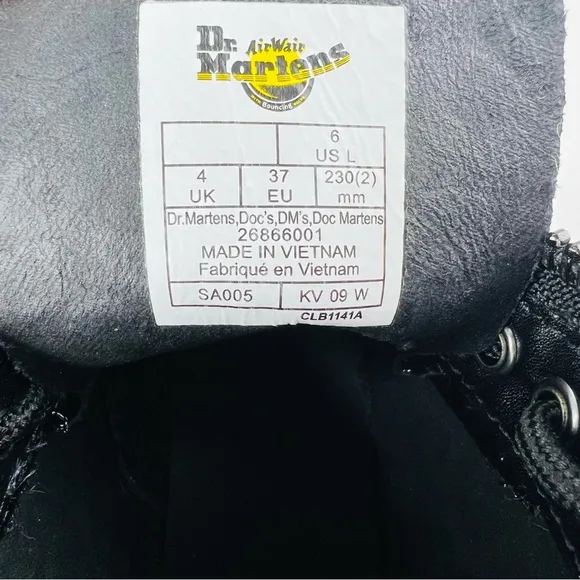 Dr. AirWair
Martens
With Bouncing Soles
6
US L
4 37 230(2)
UK EU mm
Dr.Martens,Doc's,DM's,Doc Martens
26866001
MADE IN VIETNAM
Fabriqué en Vietnam
SA005 KV 09 W
CLB1141A